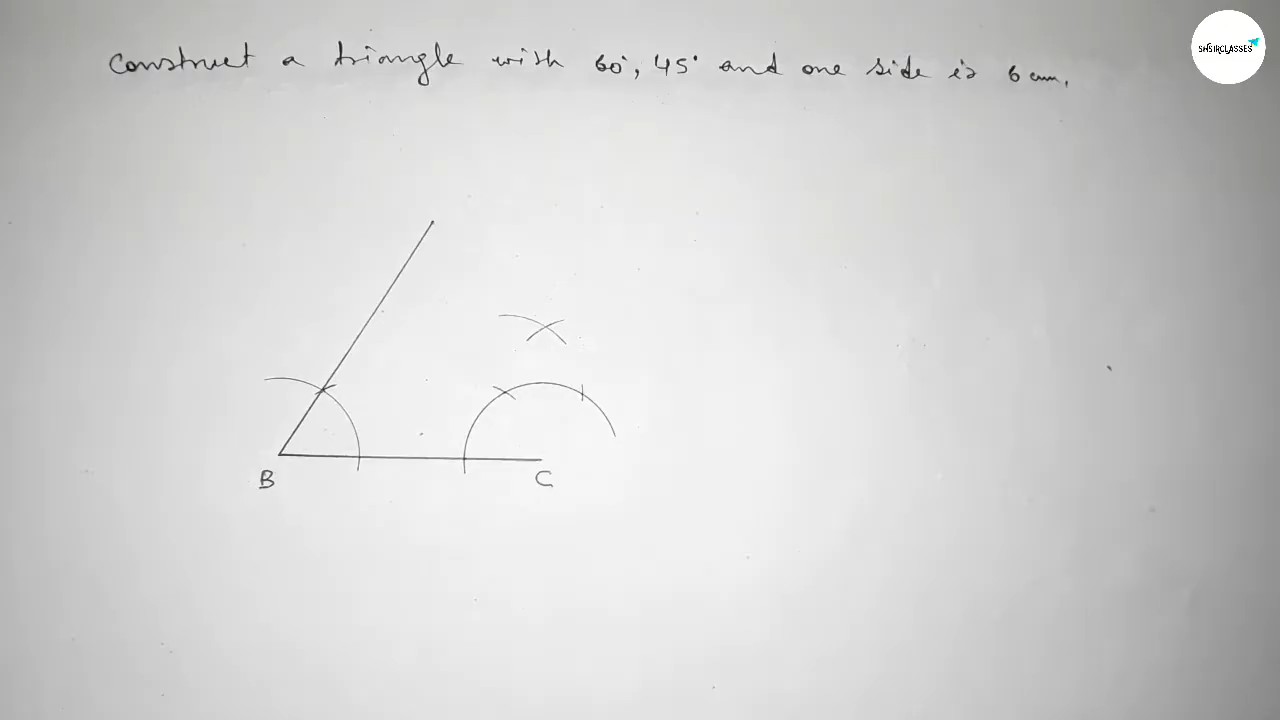 construct a triangle with 60°, 45° and one side is 6 cm.
SHSIRCLASSES
B
C